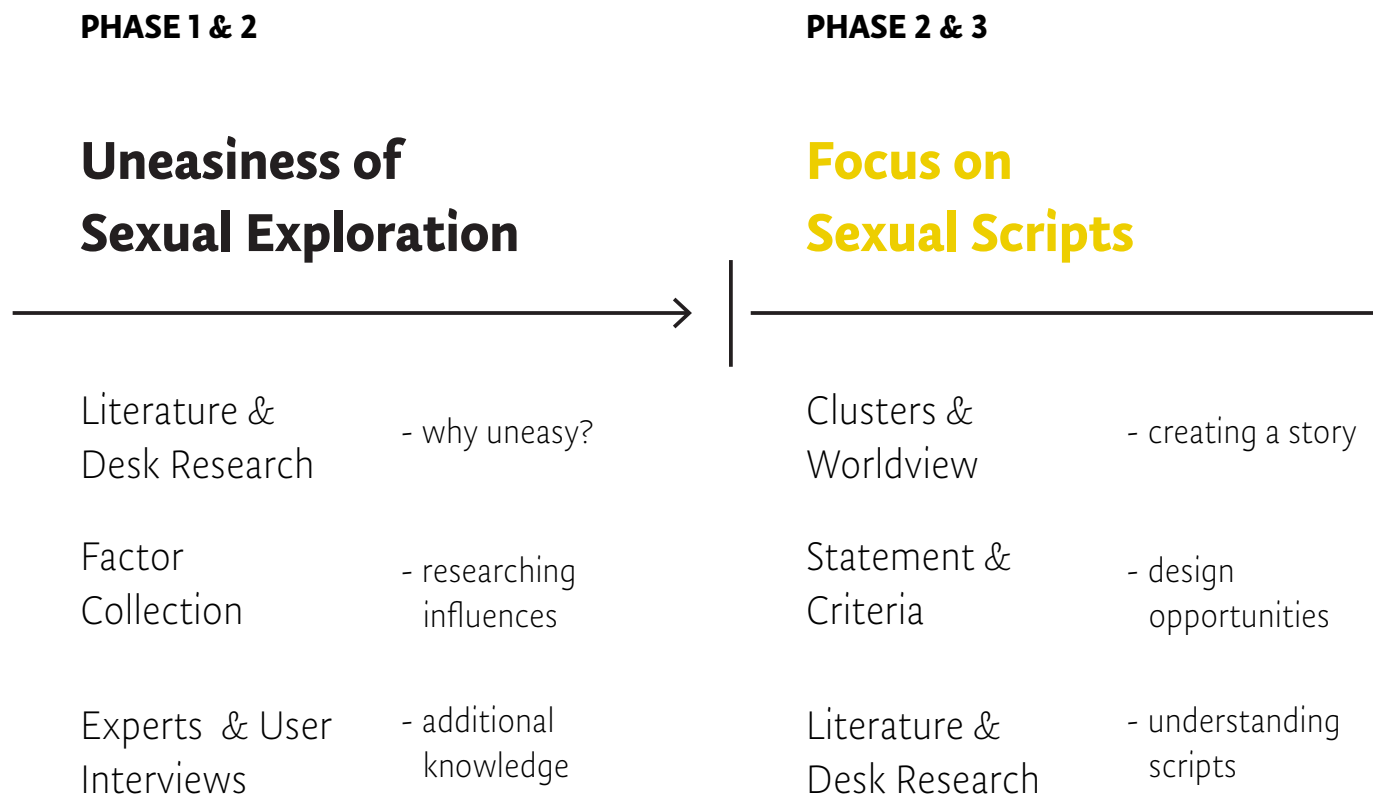 PHASE 1 & 2
Uneasiness of
Sexual Exploration
Literature &
Desk Research
- why uneasy?
Factor
Collection
- researching
influences
Experts & User
Interviews
- additional
knowledge
PHASE 2 & 3
Focus on
Sexual Scripts
Clusters &
Worldview
- creating a story
Statement &
Criteria
- design
opportunities
Literature &
Desk Research
- understanding
scripts